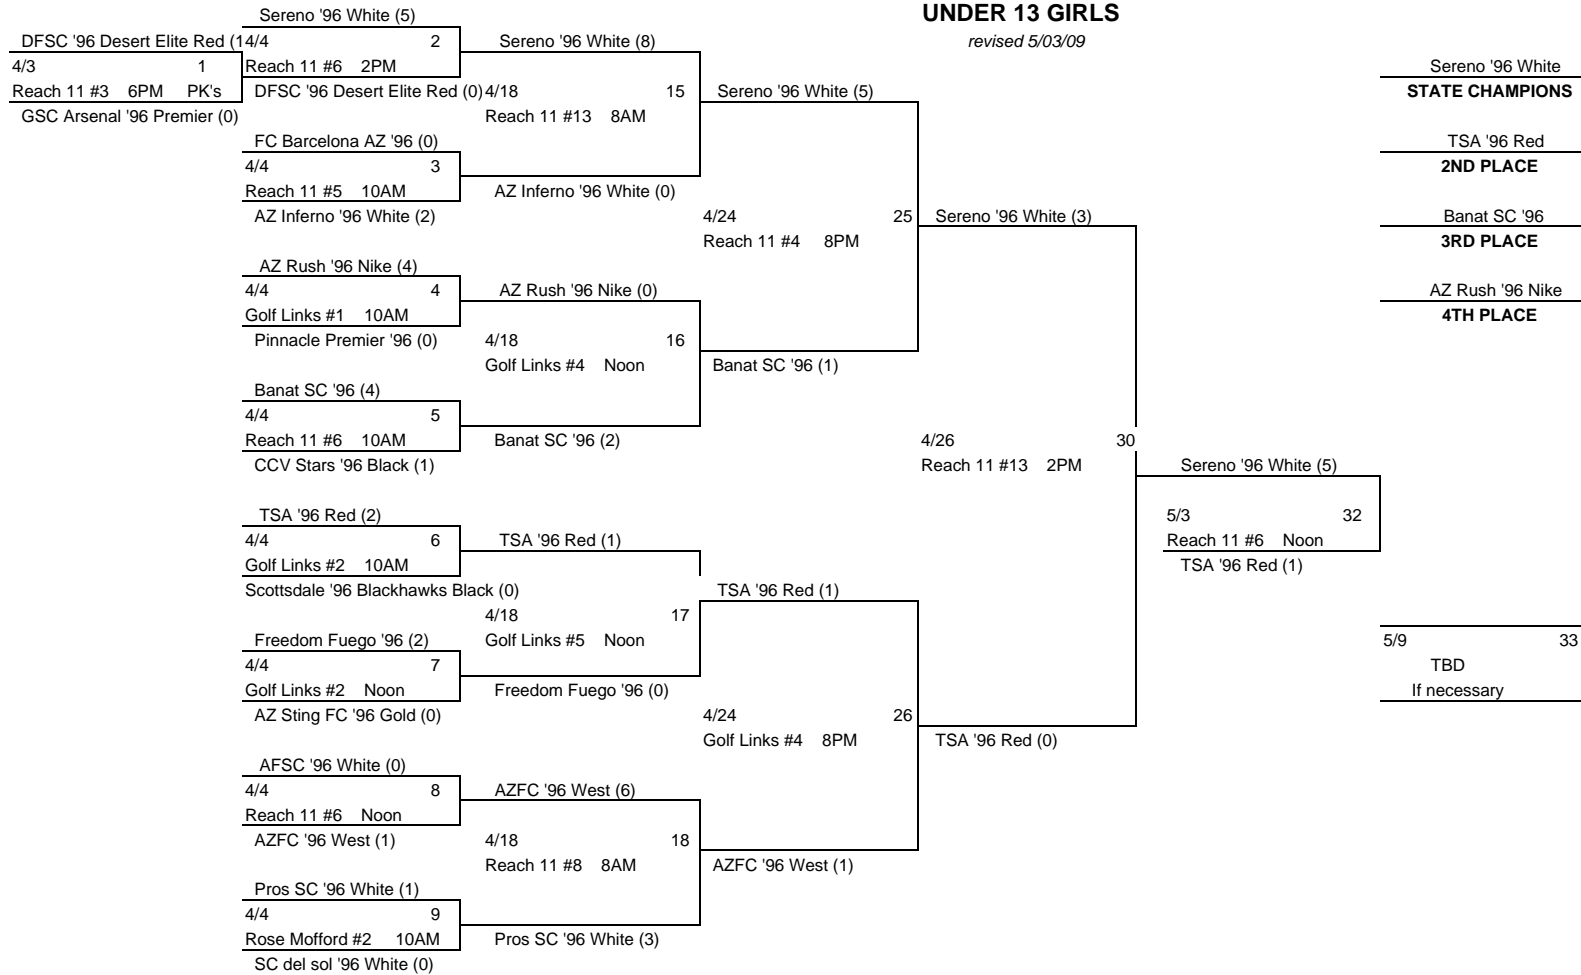 UNDER 13 GIRLS
revised 5/03/09
Sereno '96 White (5)
DFSC '96 Desert Elite Red (1
4/4 2
4/3 1
Reach 11 #6 2PM
Reach 11 #3 6PM PK's
DFSC '96 Desert Elite Red (0)
GSC Arsenal '96 Premier (0)
FC Barcelona AZ '96 (0)
4/4 3
Reach 11 #5 10AM
AZ Inferno '96 White (2)
AZ Rush '96 Nike (4)
4/4 4
Golf Links #1 10AM
Pinnacle Premier '96 (0)
Banat SC '96 (4)
4/4 5
Reach 11 #6 10AM
CCV Stars '96 Black (1)
TSA '96 Red (2)
4/4 6
Golf Links #2 10AM
Scottsdale '96 Blackhawks Black (0)
Freedom Fuego '96 (2)
4/4 7
Golf Links #2 Noon
AZ Sting FC '96 Gold (0)
AFSC '96 White (0)
4/4 8
Reach 11 #6 Noon
AZFC '96 West (1)
Pros SC '96 White (1)
4/4 9
Rose Mofford #2 10AM
SC del sol '96 White (0)
Sereno '96 White (8)
4/18 15
Reach 11 #13 8AM
AZ Inferno '96 White (0)
AZ Rush '96 Nike (0)
4/18 16
Golf Links #4 Noon
Banat SC '96 (2)
TSA '96 Red (1)
4/18 17
Golf Links #5 Noon
Freedom Fuego '96 (0)
AZFC '96 West (6)
4/18 18
Reach 11 #8 8AM
Pros SC '96 White (3)
Sereno '96 White (5)
4/24 25
Reach 11 #4 8PM
Banat SC '96 (1)
TSA '96 Red (1)
4/24 26
Golf Links #4 8PM
AZFC '96 West (1)
Sereno '96 White (3)
4/26 30
Reach 11 #13 2PM
TSA '96 Red (0)
Sereno '96 White (5)
5/3 32
Reach 11 #6 Noon
TSA '96 Red (1)
Sereno '96 White
STATE CHAMPIONS
TSA '96 Red
2ND PLACE
Banat SC '96
3RD PLACE
AZ Rush '96 Nike
4TH PLACE
5/9 33
TBD
If necessary